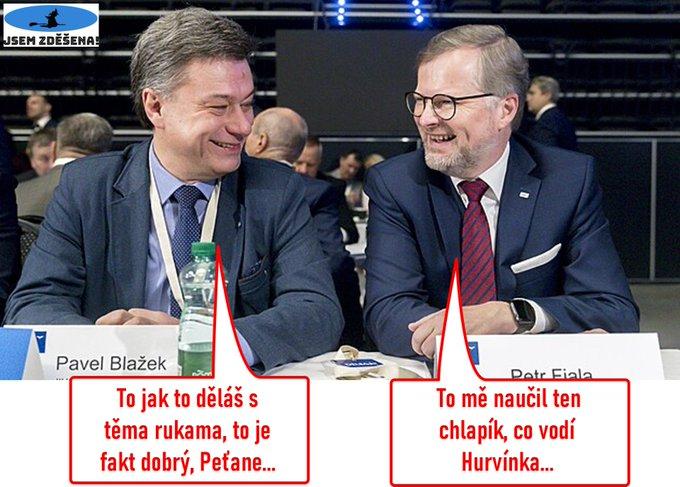 JSEM ZDĚŠENA!
Pavel Blažek
Petr Fiala
To jak to děláš s
těma rukama, to je
fakt dobrý, Peťane...
To mě naučil ten
chlapík, co vodí
Hurvínka...